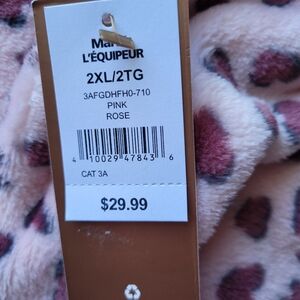 L'ÉQUIPEUR
2XL/2TG
3AFGDHFH0-710
PINK
ROSE
4 10029 47843 6
CAT 3A
$29.99